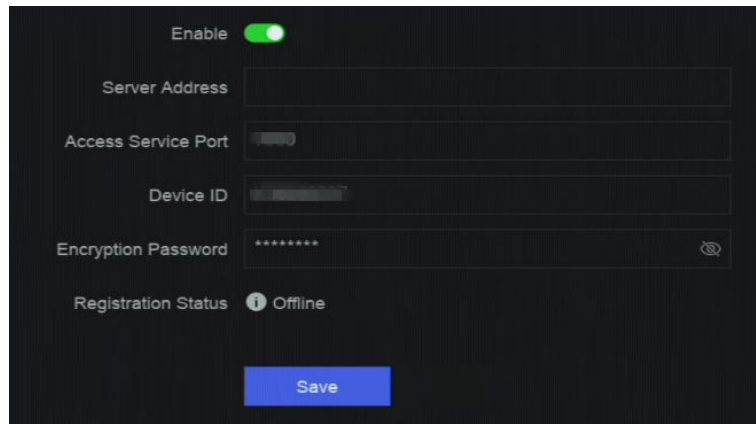 Enable
Server Address
Access Service Port
Device ID
Encryption Password ********
Registration Status Offline
Save